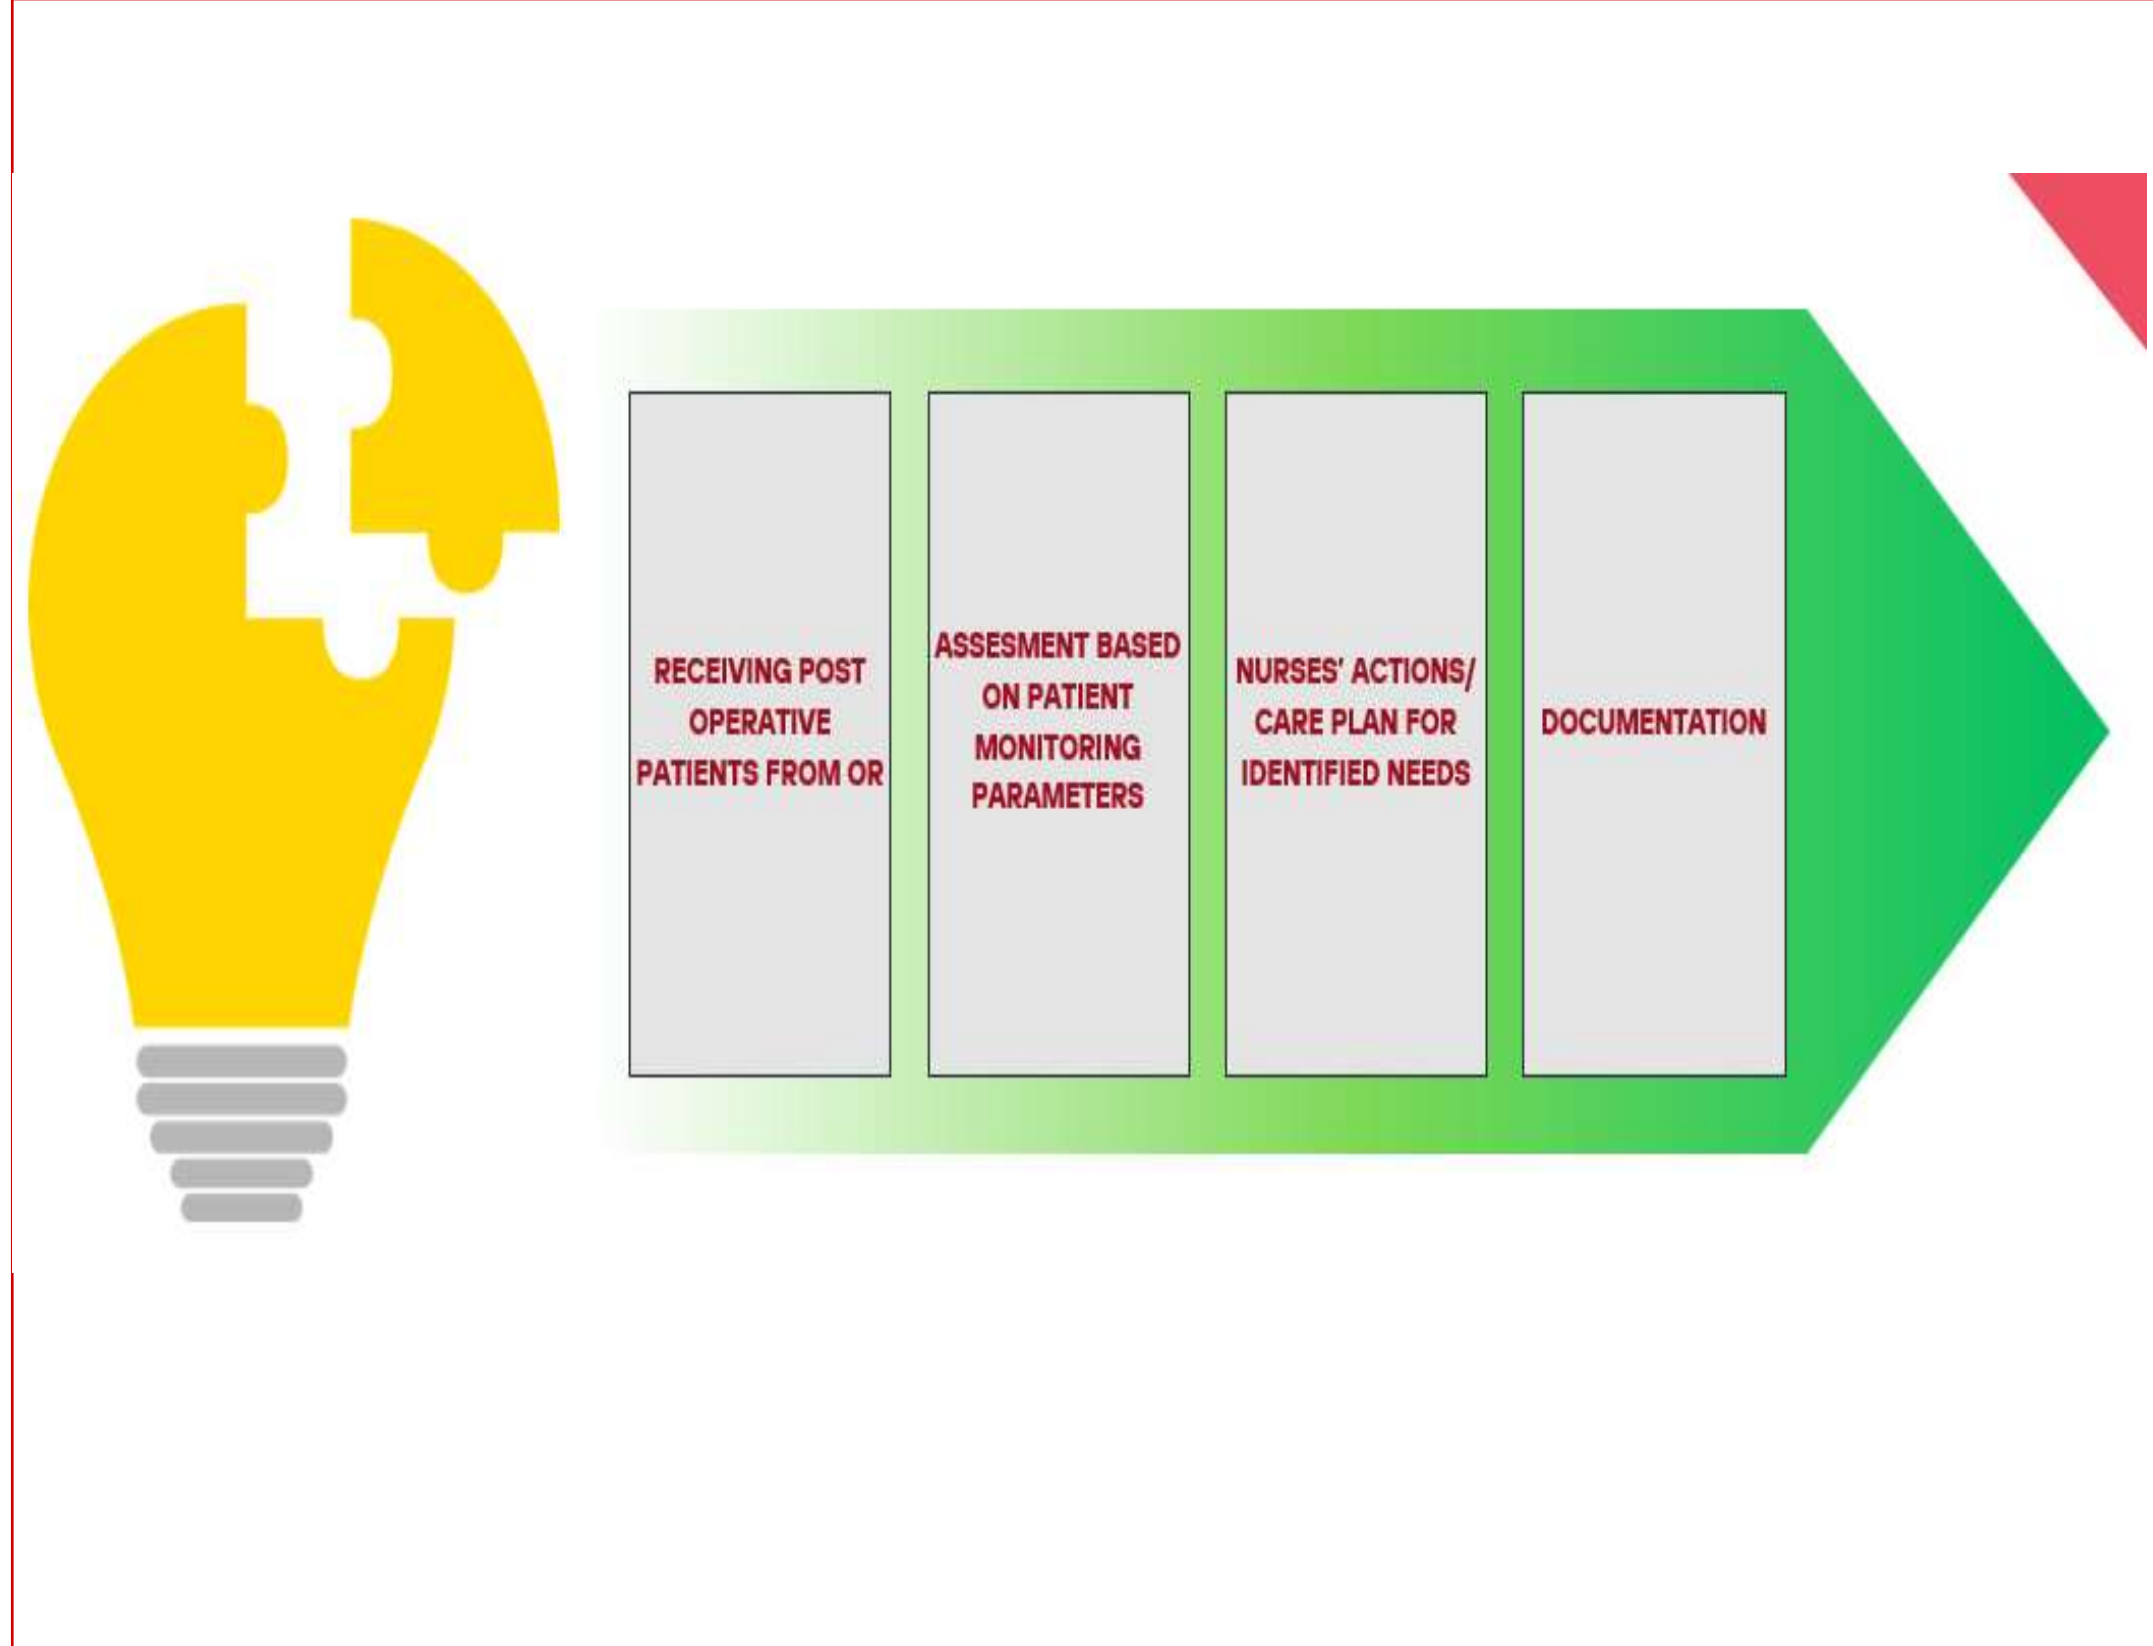 RECEIVING POST
OPERATIVE
PATIENTS FROM OR
ASSESMENT BASED
ON PATIENT
MONITORING
PARAMETERS
NURSES' ACTIONS/
CARE PLAN FOR
IDENTIFIED NEEDS
DOCUMENTATION